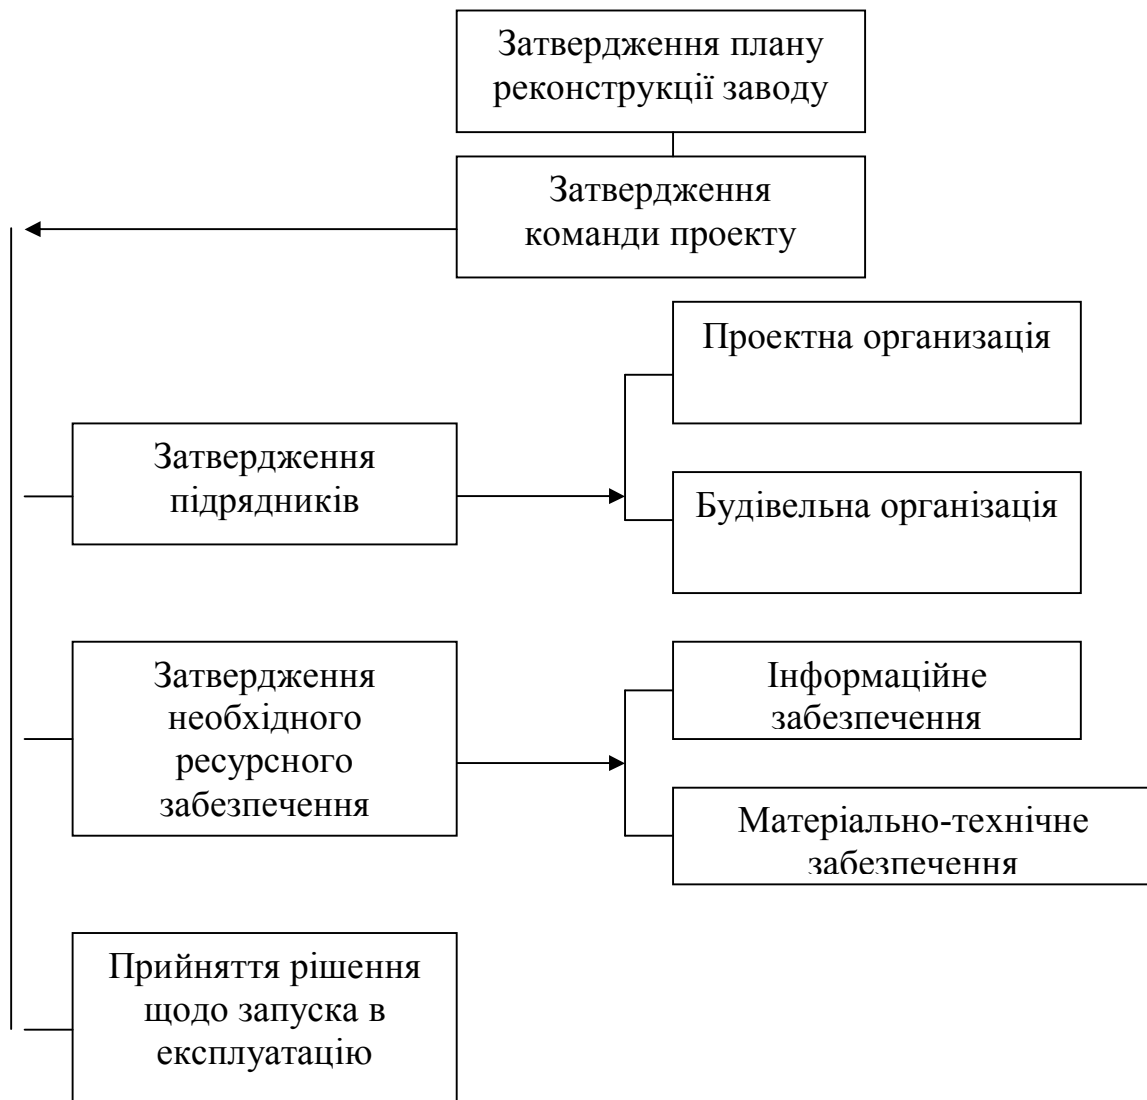 Затвердження плану
реконструкції заводу
Затвердження
команди проекту
Проектна организація
Затвердження
підрядників
Будівельна організація
Затвердження
необхідного
ресурсного
забезпечення
Інформаційне
забезпечення
Матеріально-технічне
забезпечення
Прийняття рішення
щодо запуска в
експлуатацію